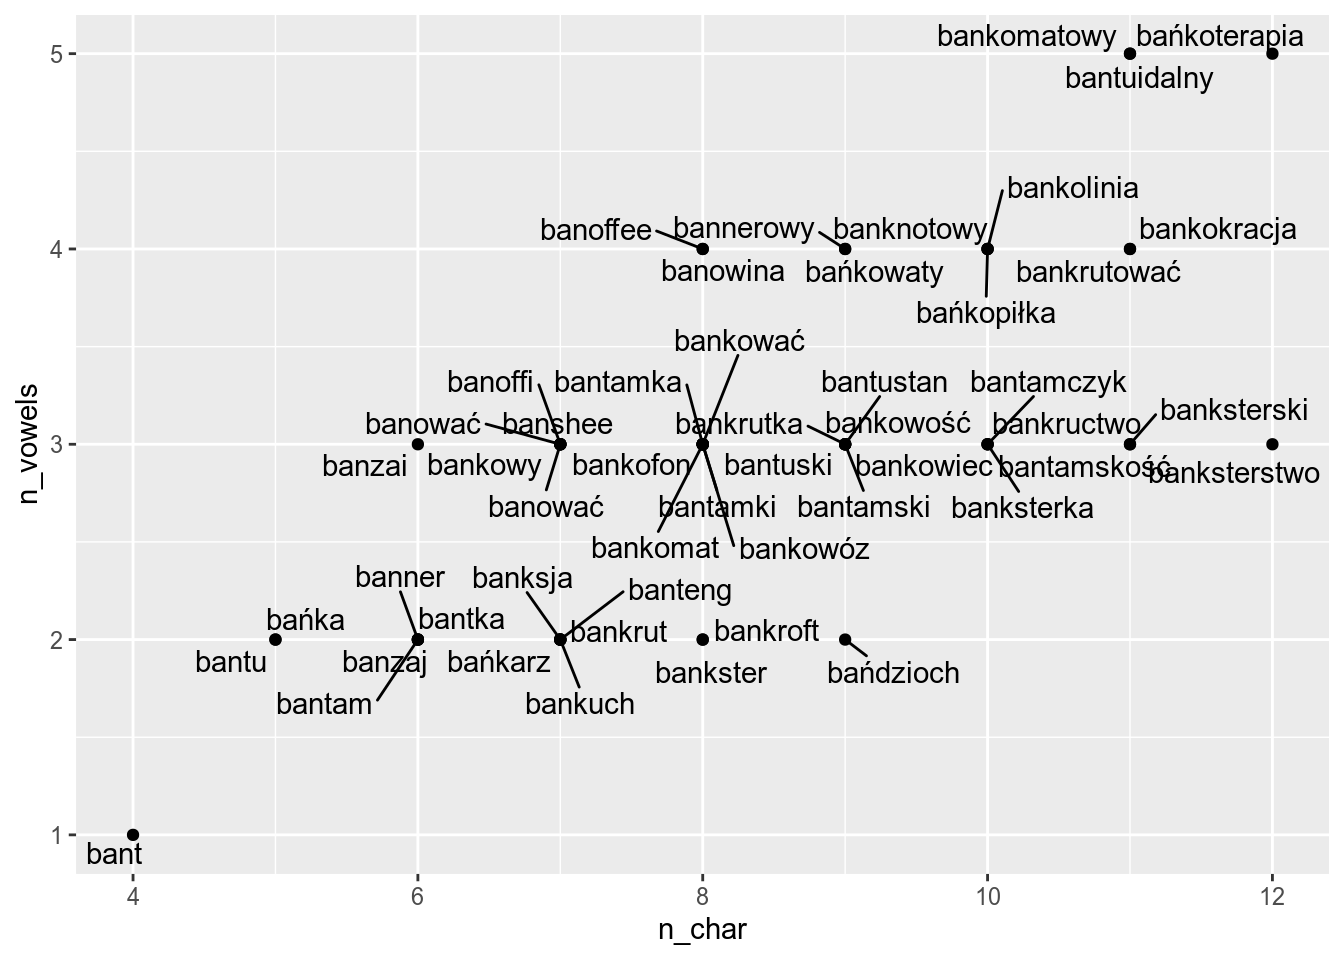 bankomatowy bańkoterapia
5
bantuidalny
bankolinia
banoffee bannerowy banknotowy bankokracja
4
banowina bańkowaty bankrutować
bańkopiłka
bankować
banoffi bantamka bantustan bantamczyk
banksterski
banować banshee bankrutka bankowość bankructwo
3
banzai bankowy bankofon bantuski bankowiec bantamskość
banksterstwo
banować bantamki bantamski banksterka
bankomat bankowóz
banner banksja
banteng
bańka bantka
bankrut bankroft
2
bantu banzaj bańkarz
bankster bańdzioch
bantam bankuch
1
bant
4 6 8 10 12
n_char
n_vowels